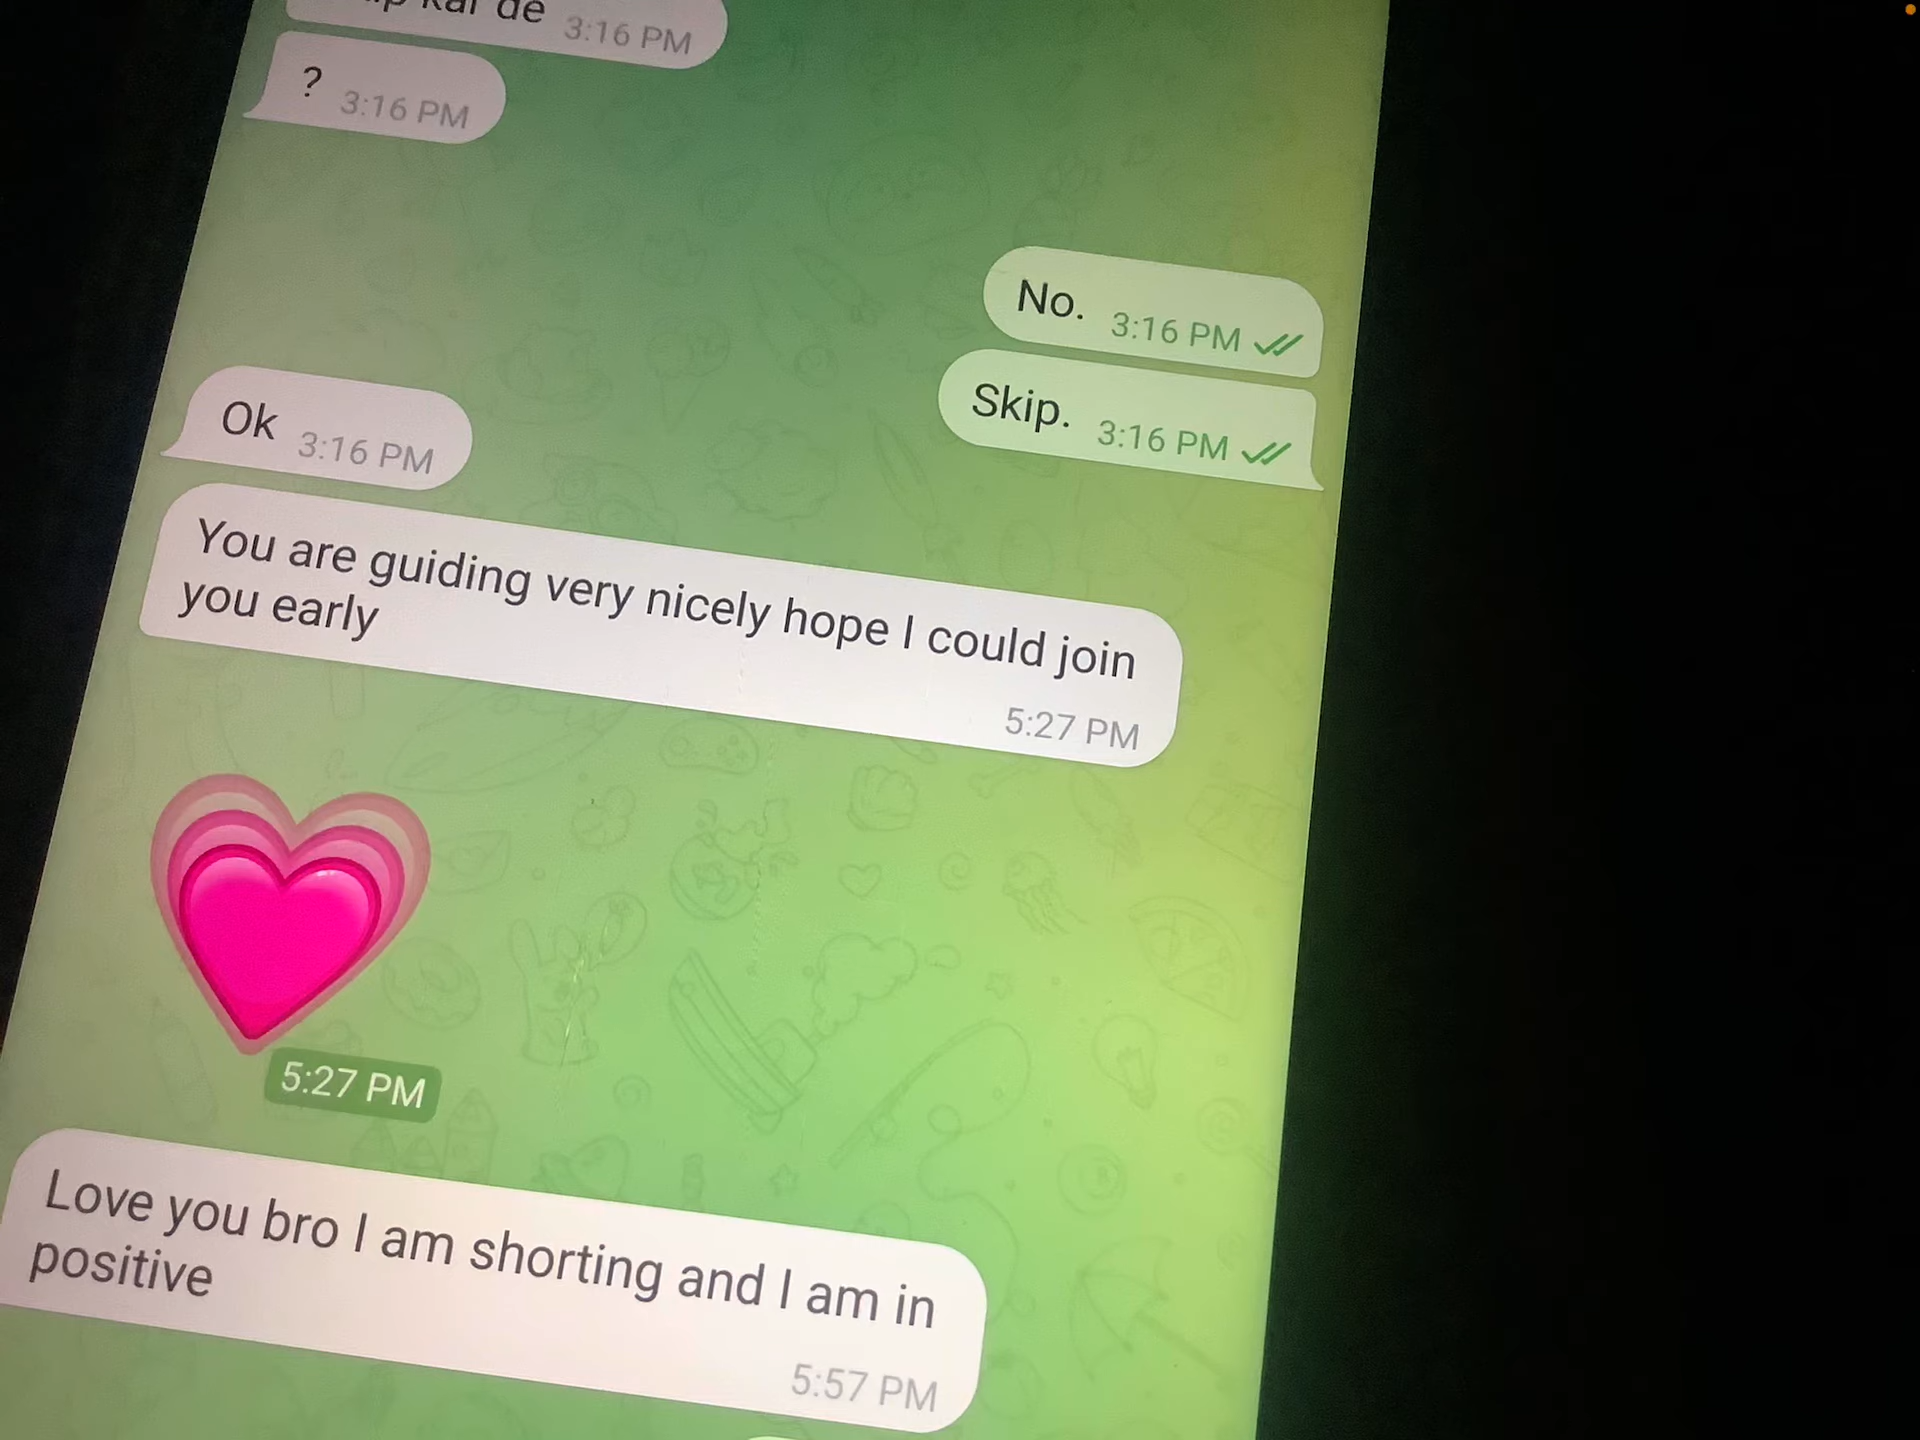 kar de 3:16 PM
? 3:16 PM
No. 3:16 PM
Skip. 3:16 PM
Ok 3:16 PM
You are guiding very nicely hope I could join
you early
5:27 PM
5:27 PM
Love you bro I am shorting and I am in
positive
5:57 PM